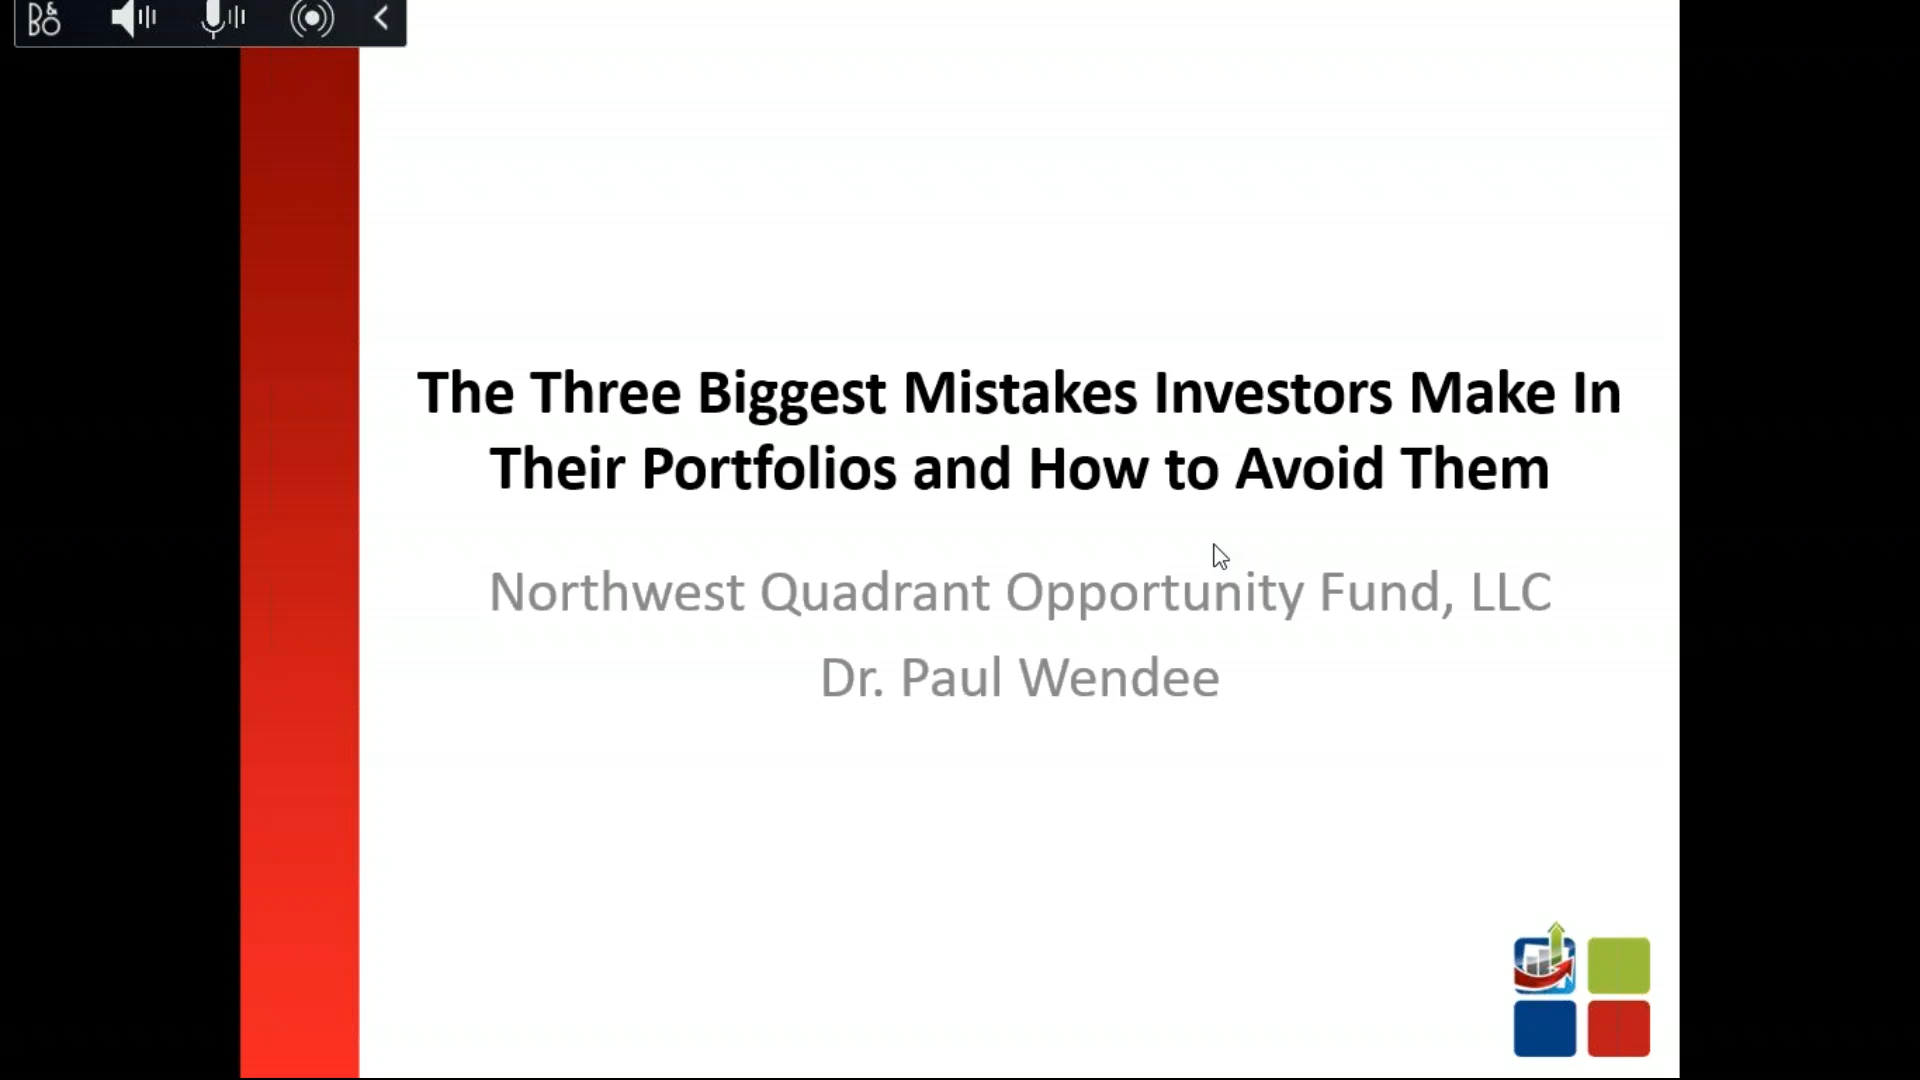 B&O
The Three Biggest Mistakes Investors Make In
Their Portfolios and How to Avoid Them
Northwest Quadrant Opportunity Fund, LLC
Dr. Paul Wendee